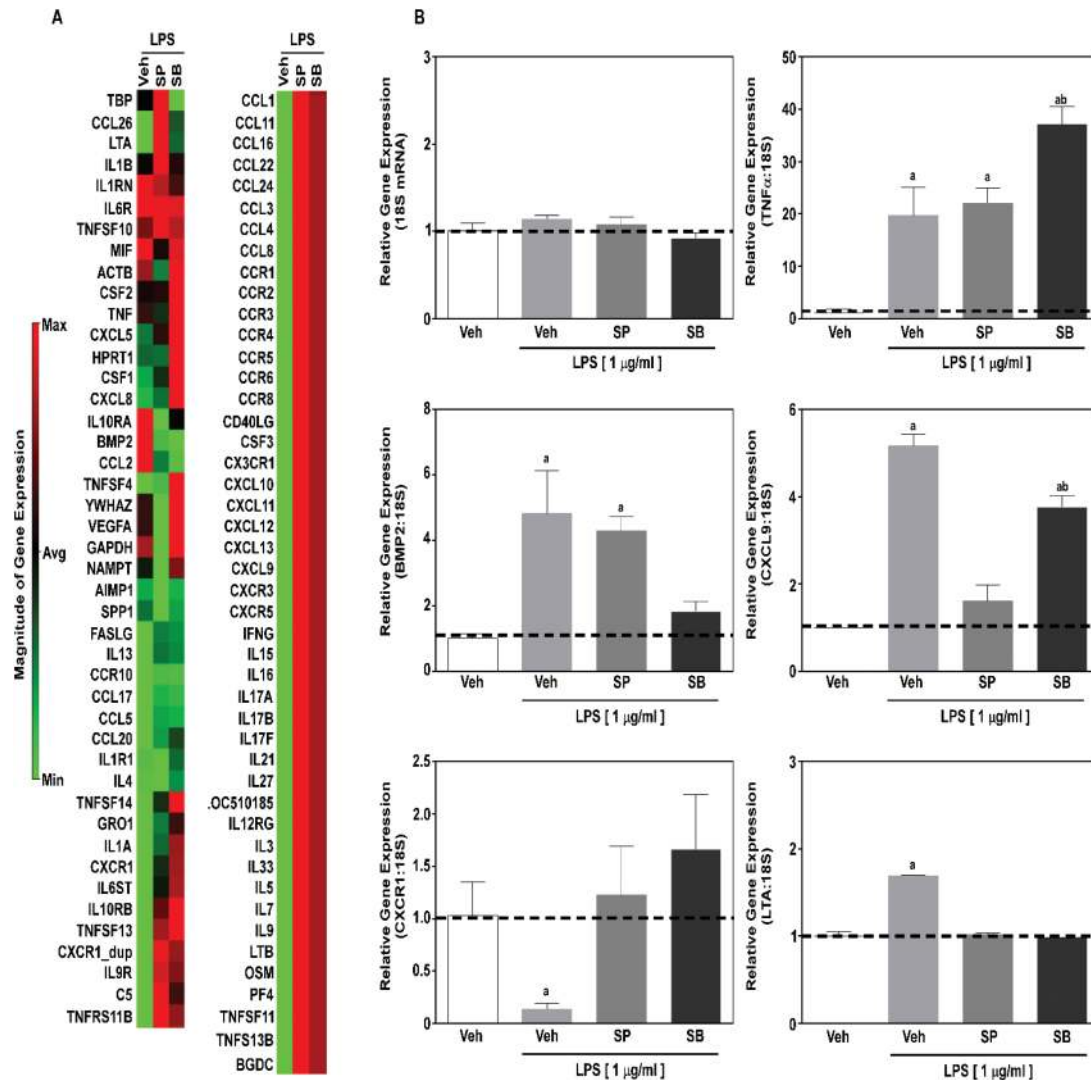 A
LPS
Veh
SP
SB
TBP
CCL26
LTA
IL1B
IL1RN
IL6R
TNFSF10
MIF
ACTB
CSF2
TNF
CXCL5
HPRT1
CSF1
CXCL8
IL10RA
BMP2
CCL2
TNFSF4
YWHAZ
VEGFA
GAPDH
NAMPT
AIMP1
SPP1
FASLG
IL13
CCR10
CCL17
CCL5
CCL20
IL1R1
IL4
TNFSF14
GRO1
IL1A
CXCR1
IL6ST
IL10RB
TNFSF13
CXCR1_dup
IL9R
C5
TNFRS11B
Magnitude of Gene Expression
Max
Avg
Min
LPS
Veh
SP
SB
CCL1
CCL11
CCL16
CCL22
CCL24
CCL3
CCL4
CCL8
CCR1
CCR2
CCR3
CCR4
CCR5
CCR6
CCR8
CD40LG
CSF3
CX3CR1
CXCL10
CXCL11
CXCL12
CXCL13
CXCL9
CXCR3
CXCR5
IFNG
IL15
IL16
IL17A
IL17B
IL17F
IL21
IL27
.OC510185
IL12RG
IL3
IL33
IL5
IL7
IL9
LTB
OSM
PF4
TNFSF11
TNFS13B
BGDC
B
Relative Gene Expression
(18S mRNA)
3
2
1
0
Veh Veh SP SB
LPS [ 1 µg/ml ]
Relative Gene Expression
(TNFα:18S)
50
40
30
20
10
0
a a ab
Veh Veh SP SB
LPS [ 1 µg/ml ]
Relative Gene Expression
(BMP2:18S)
8
6
4
2
0
a a
Veh Veh SP SB
LPS [ 1 µg/ml ]
Relative Gene Expression
(CXCL9:18S)
6
4
2
0
a ab
Veh Veh SP SB
LPS [ 1 µg/ml ]
Relative Gene Expression
(CXCR1:18S)
2.5
2.0
1.5
1.0
0.5
0
a
Veh Veh SP SB
LPS [ 1 µg/ml ]
Relative Gene Expression
(LTA:18S)
3
2
1
0
a
Veh Veh SP SB
LPS [ 1 µg/ml ]